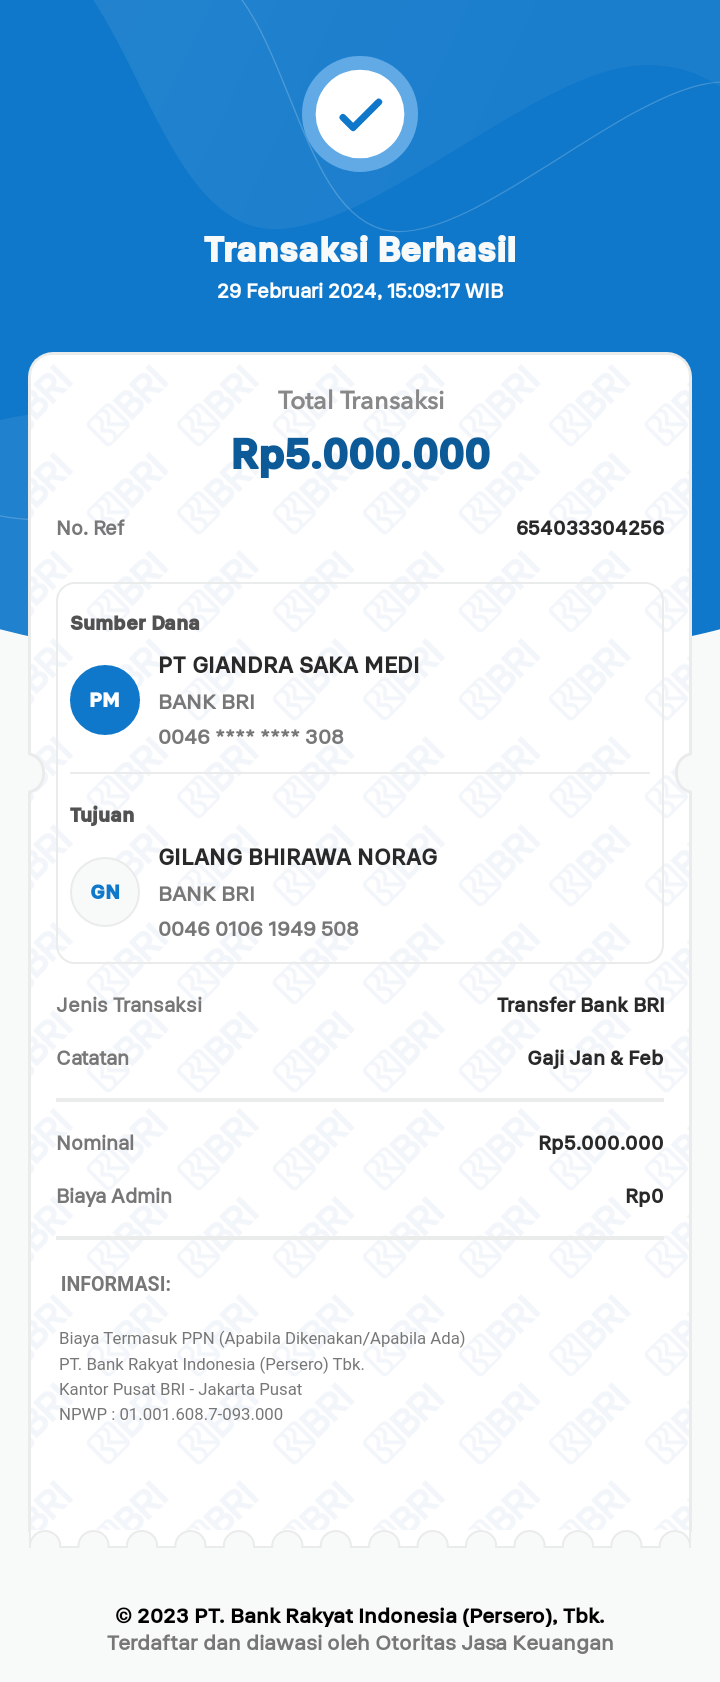 Transaksi Berhasil
29 Februari 2024, 15:09:17 WIB
Total Transaksi
Rp5.000.000
No. Ref 654033304256
Sumber Dana
PM
PT GIANDRA SAKA MEDI
BANK BRI
0046 **** **** 308
Tujuan
GN
GILANG BHIRAWA NORAG
BANK BRI
0046 0106 1949 508
Jenis Transaksi Transfer Bank BRI
Catatan Gaji Jan & Feb
Nominal Rp5.000.000
Biaya Admin Rp0
INFORMASI:
Biaya Termasuk PPN (Apabila Dikenakan/Apabila Ada)
PT. Bank Rakyat Indonesia (Persero) Tbk.
Kantor Pusat BRI - Jakarta Pusat
NPWP : 01.001.608.7-093.000
© 2023 PT. Bank Rakyat Indonesia (Persero), Tbk.
Terdaftar dan diawasi oleh Otoritas Jasa Keuangan